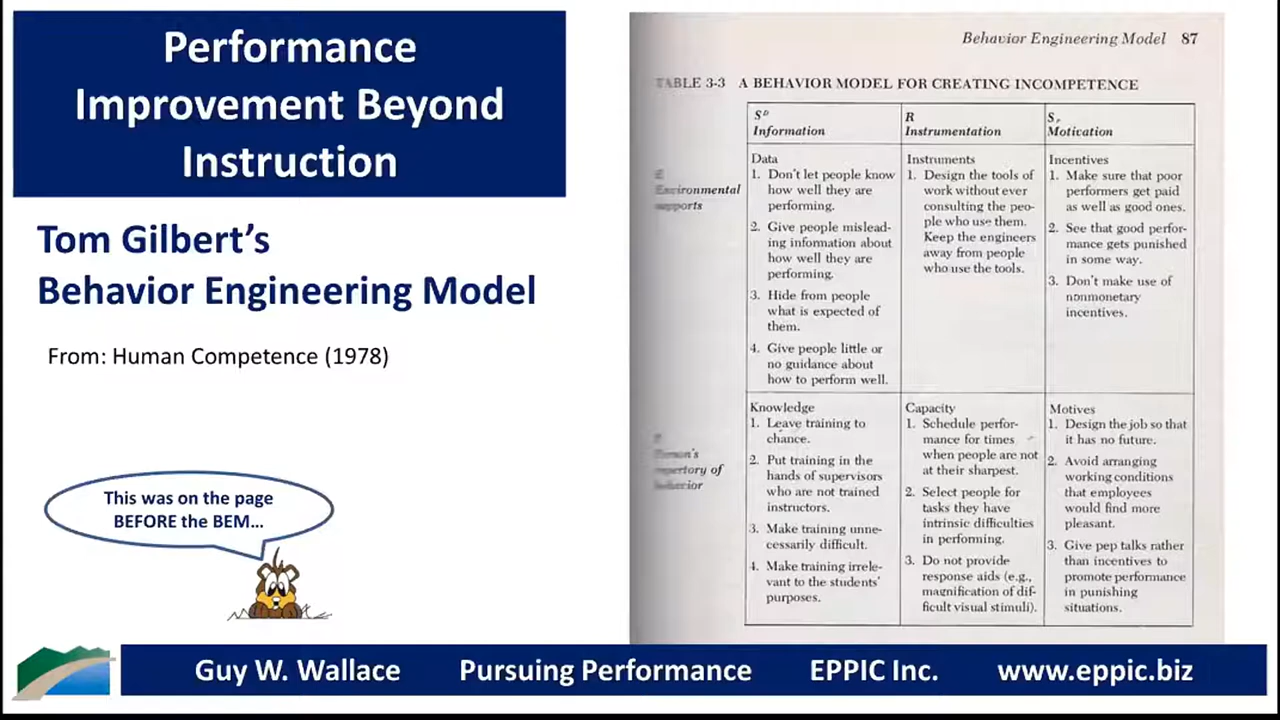 Performance
Improvement Beyond
Instruction
Tom Gilbert's
Behavior Engineering Model
From: Human Competence (1978)
This was on the page
BEFORE the BEM...
Behavior Engineering Model 87
TABLE 3-3 A BEHAVIOR MODEL FOR CREATING INCOMPETENCE
S^D
Information
R
Instrumentation
S_r
Motivation
E
Environmental
supports
Data
1. Don't let people know
how well they are
performing.
2. Give people mislead-
ing information about
how well they are
performing.
3. Hide from people
what is expected of
them.
4. Give people little or
no guidance about
how to perform well.
Instruments
1. Design the tools of
work without ever
consulting the peo-
ple who use them.
Keep the engineers
away from people
who use the tools.
Incentives
1. Make sure that poor
performers get paid
as well as good ones.
2. See that good perfor-
mance gets punished
in some way.
3. Don't make use of
nonmonetary
incentives.
P
Person's
repertory of
behavior
Knowledge
1. Leave training to
chance.
2. Put training in the
hands of supervisors
who are not trained
instructors.
3. Make training unne-
cessarily difficult.
4. Make training irrele-
vant to the students'
purposes.
Capacity
1. Schedule perfor-
mance for times
when people are not
at their sharpest.
2. Select people for
tasks they have
intrinsic difficulties
in performing.
3. Do not provide
response aids (e.g.,
magnification of dif-
ficult visual stimuli).
Motives
1. Design the job so that
it has no future.
2. Avoid arranging
working conditions
that employees
would find more
pleasant.
3. Give pep talks rather
than incentives to
promote performance
in punishing
situations.
Guy W. Wallace Pursuing Performance EPPIC Inc. www.eppic.biz